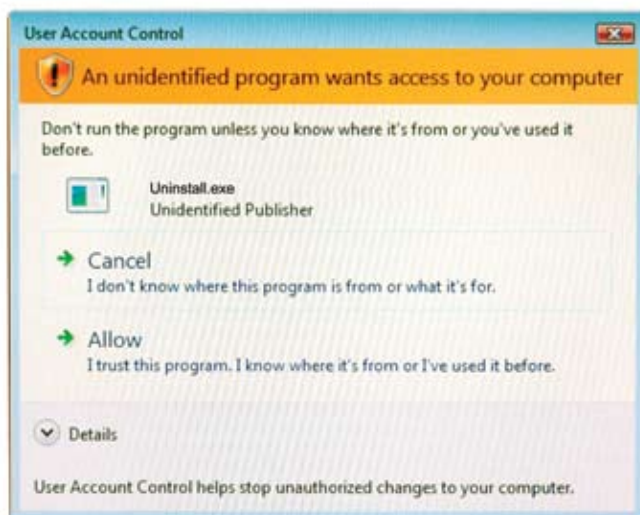 User Account Control
An unidentified program wants access to your computer
Don't run the program unless you know where it's from or you've used it
before.
Uninstall.exe
Unidentified Publisher
Cancel
I don't know where this program is from or what it's for.
Allow
I trust this program. I know where it's from or I've used it before.
Details
User Account Control helps stop unauthorized changes to your computer.